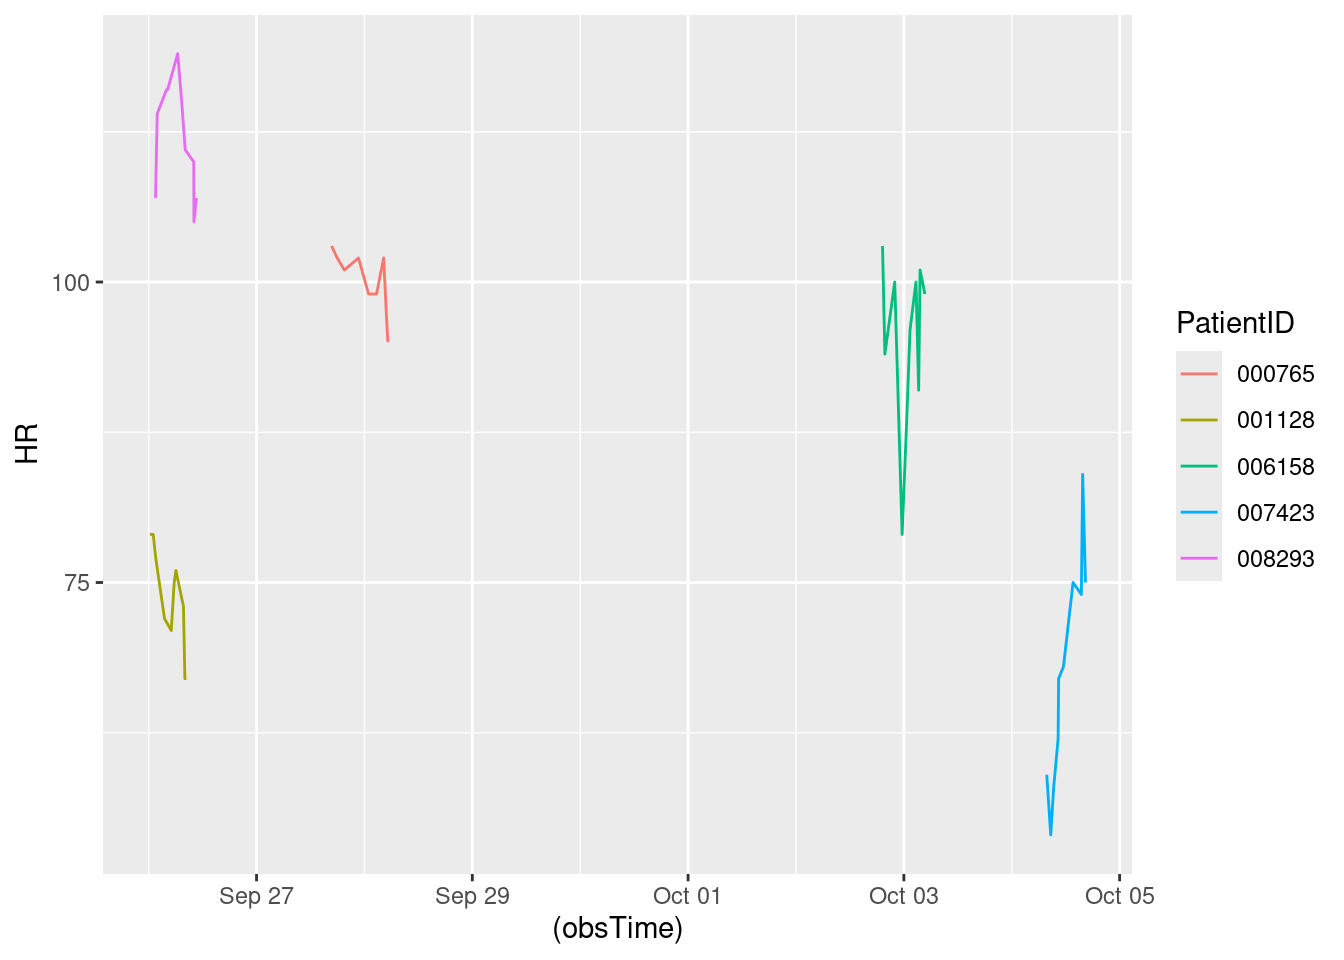 HR
100
75
Sep 27
Sep 29
Oct 01
Oct 03
Oct 05
(obsTime)
PatientID
000765
001128
006158
007423
008293